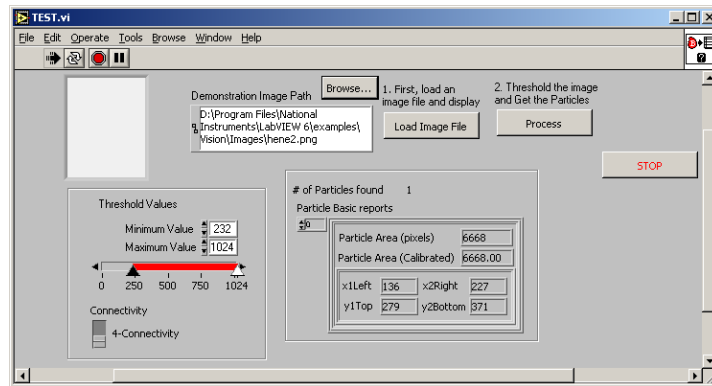 TEST.vi
File Edit Operate Tools Browse Window Help
Demonstration Image Path
Browse...
D:\Program Files\National
Instruments\LabVIEW 6\examples\
Vision\Images\hene2.png
1. First, load an
image file and display
Load Image File
2. Threshold the image
and Get the Particles
Process
STOP
Threshold Values
Minimum Value 232
Maximum Value 1024
0 250 500 750 1024
Connectivity
4-Connectivity
# of Particles found 1
Particle Basic reports
0
Particle Area (pixels) 6668
Particle Area (Calibrated) 6668.00
x1Left 136 x2Right 227
y1Top 279 y2Bottom 371